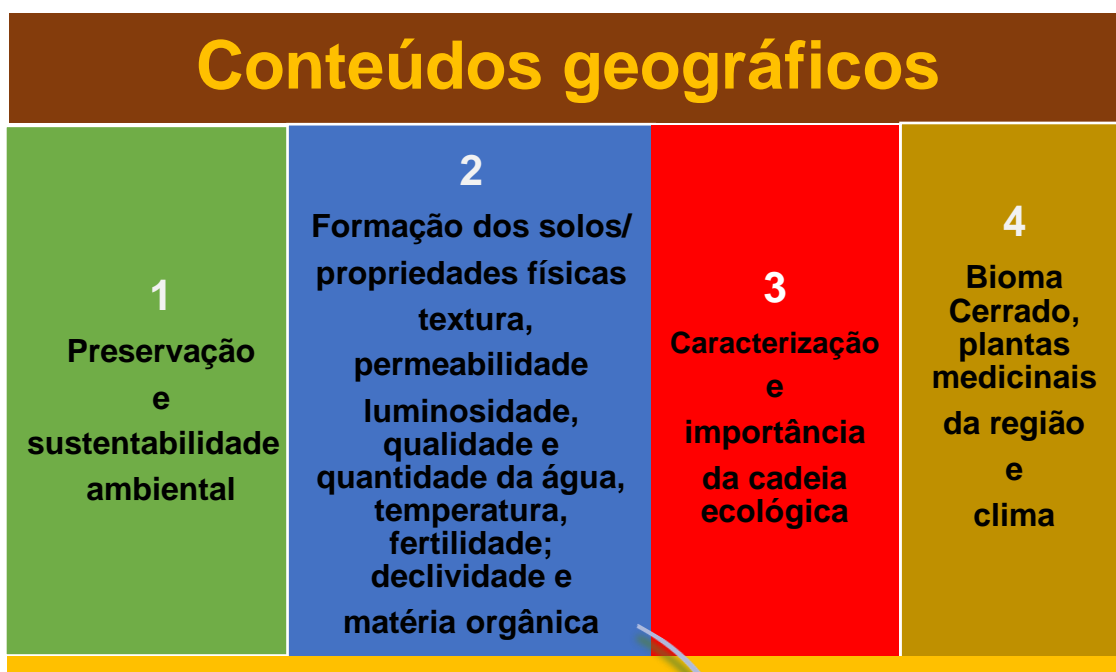 Conteúdos geográficos
1
Preservação
e
sustentabilidade
ambiental
2
Formação dos solos/
propriedades físicas
textura,
permeabilidade
luminosidade,
qualidade e
quantidade da água,
temperatura,
fertilidade;
declividade e
matéria orgânica
3
Caracterização
e
importância
da cadeia
ecológica
4
Bioma
Cerrado,
plantas
medicinais
da região
e
clima